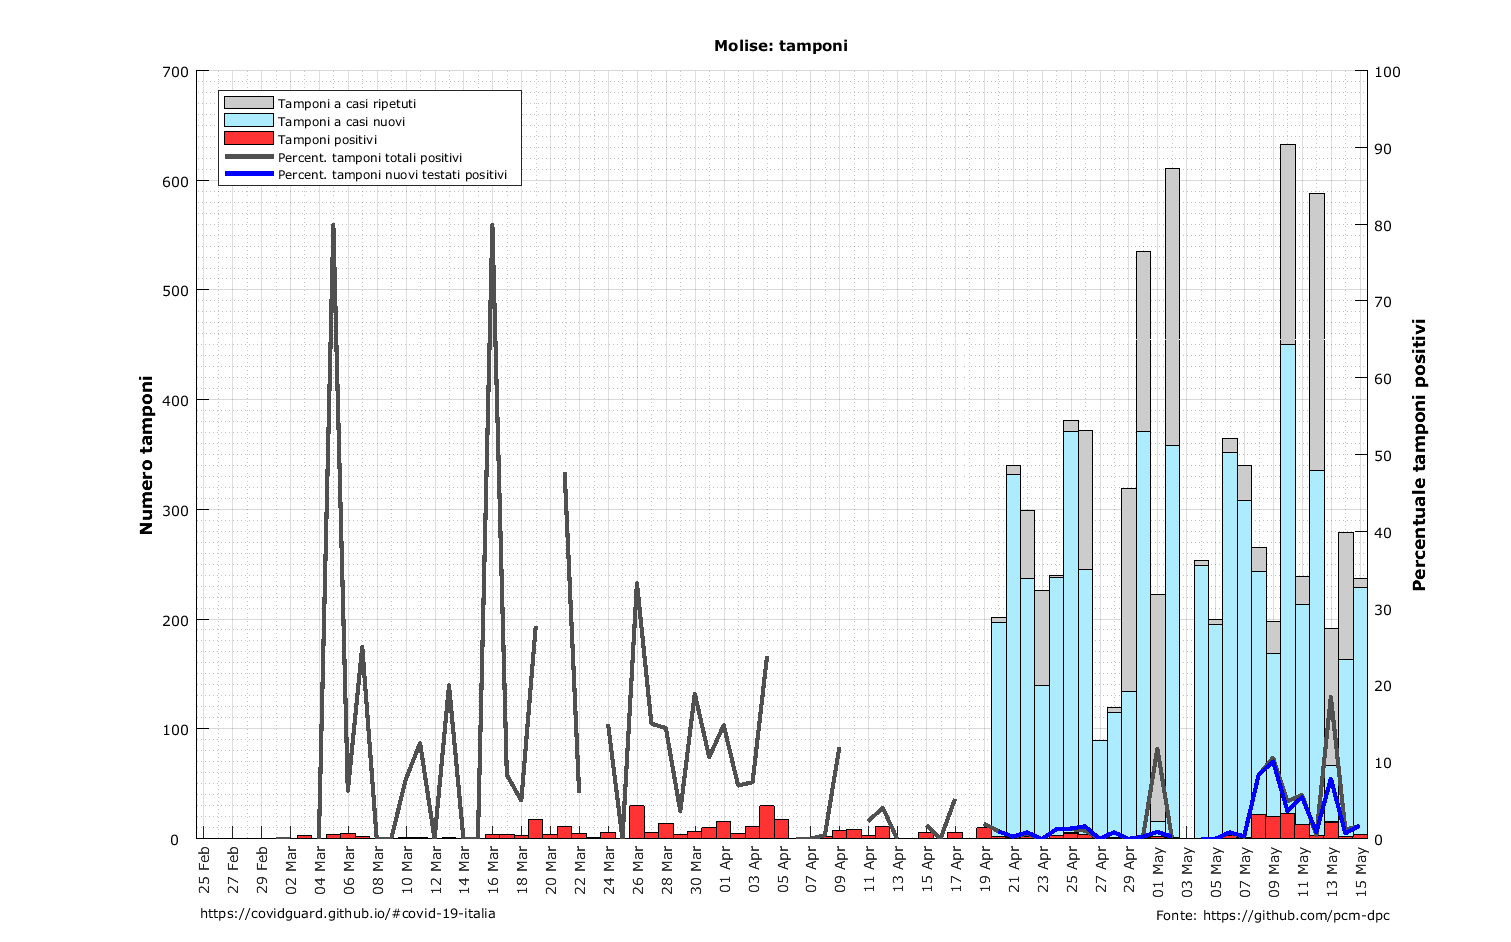 Molise: tamponi
Tamponi a casi ripetuti
Tamponi a casi nuovi
Tamponi positivi
Percent. tamponi totali positivi
Percent. tamponi nuovi testati positivi
Numero tamponi
700
600
500
400
300
200
100
0
Percentuale tamponi positivi
100
90
80
70
60
50
40
30
20
10
0
25 Feb
27 Feb
29 Feb
02 Mar
04 Mar
06 Mar
08 Mar
10 Mar
12 Mar
14 Mar
16 Mar
18 Mar
20 Mar
22 Mar
24 Mar
26 Mar
28 Mar
30 Mar
01 Apr
03 Apr
05 Apr
07 Apr
09 Apr
11 Apr
13 Apr
15 Apr
17 Apr
19 Apr
21 Apr
23 Apr
25 Apr
27 Apr
29 Apr
01 May
03 May
05 May
07 May
09 May
11 May
13 May
15 May
https://covidguard.github.io/#covid-19-italia
Fonte: https://github.com/pcm-dpc